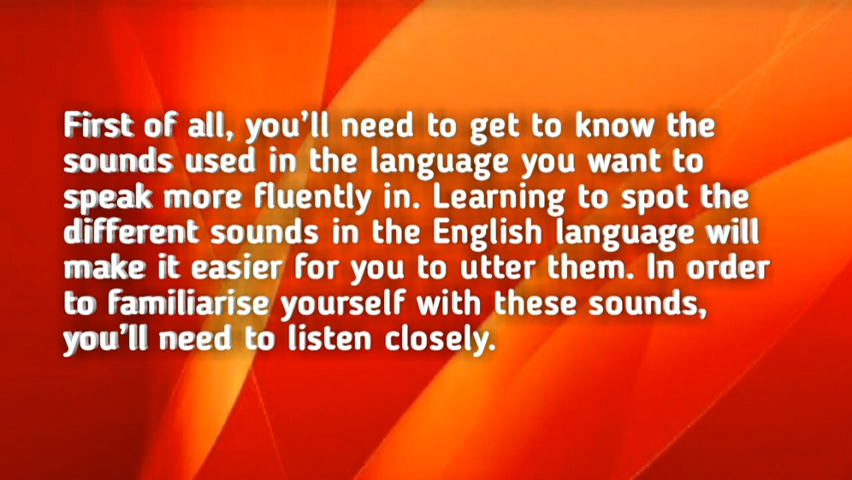 First of all, you’ll need to get to know the
sounds used in the language you want to
speak more fluently in. Learning to spot the
different sounds in the English language will
make it easier for you to utter them. In order
to familiarise yourself with these sounds,
you’ll need to listen closely.